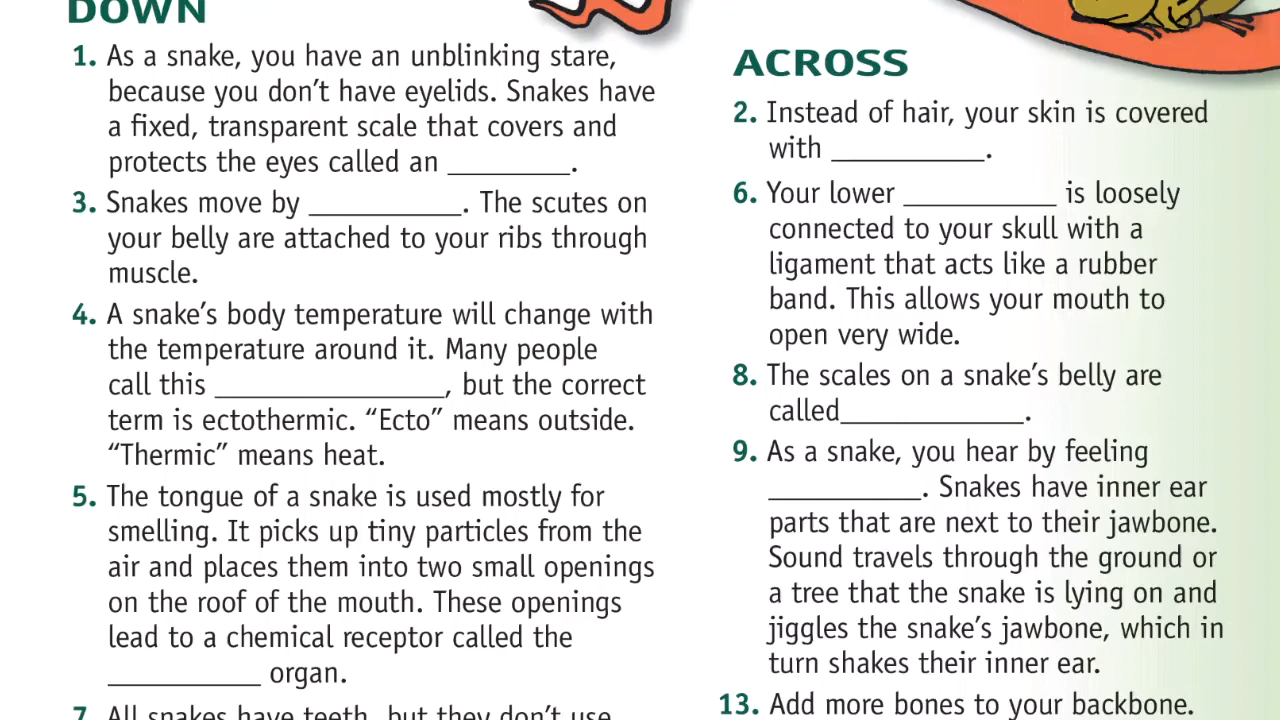 DOWN
1. As a snake, you have an unblinking stare,
because you don't have eyelids. Snakes have
a fixed, transparent scale that covers and
protects the eyes called an ________.
3. Snakes move by __________. The scutes on
your belly are attached to your ribs through
muscle.
4. A snake's body temperature will change with
the temperature around it. Many people
call this _______________, but the correct
term is ectothermic. “Ecto” means outside.
“Thermic” means heat.
5. The tongue of a snake is used mostly for
smelling. It picks up tiny particles from the
air and places them into two small openings
on the roof of the mouth. These openings
lead to a chemical receptor called the
__________ organ.
7. All snakes have teeth, but they don't use
ACROSS
2. Instead of hair, your skin is covered
with __________.
6. Your lower __________ is loosely
connected to your skull with a
ligament that acts like a rubber
band. This allows your mouth to
open very wide.
8. The scales on a snake's belly are
called____________.
9. As a snake, you hear by feeling
__________. Snakes have inner ear
parts that are next to their jawbone.
Sound travels through the ground or
a tree that the snake is lying on and
jiggles the snake's jawbone, which in
turn shakes their inner ear.
13. Add more bones to your backbone.